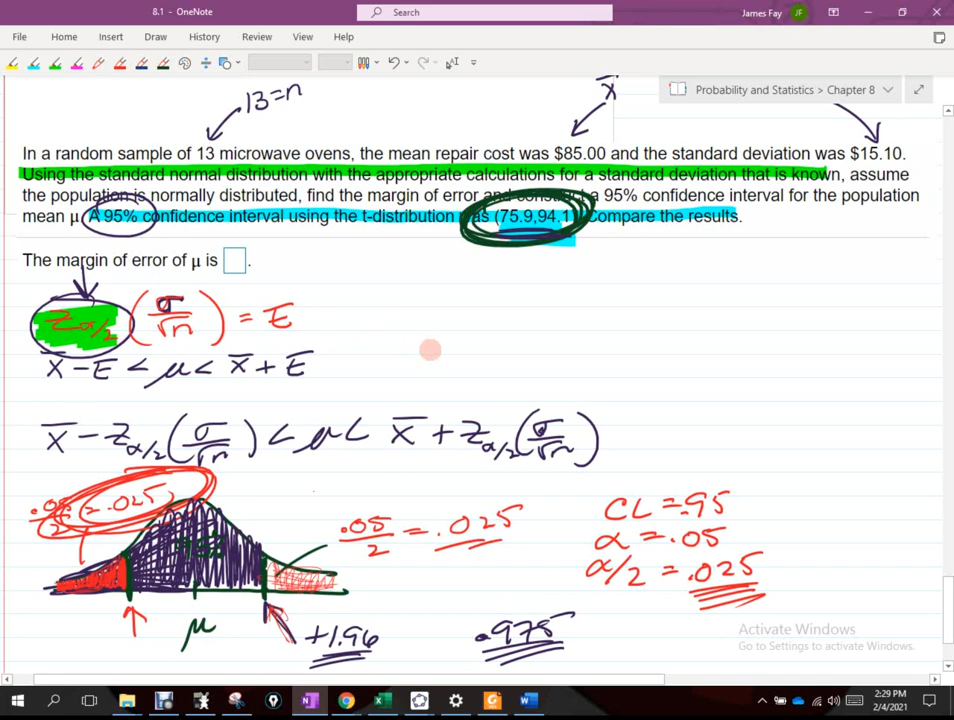 8.1 - OneNote
Search
James Fay
JF
File Home Insert Draw History Review View Help
13=n
x̄
Probability and Statistics > Chapter 8
In a random sample of 13 microwave ovens, the mean repair cost was $85.00 and the standard deviation was $15.10.
Using the standard normal distribution with the appropriate calculations for a standard deviation that is known, assume
the population is normally distributed, find the margin of error and construct a 95% confidence interval for the population
mean μ. A 95% confidence interval using the t-distribution was (75.9,94.1). Compare the results.
The margin of error of μ is
Zα/2 (σ/√n) = E
x̄ - E < μ < x̄ + E
x̄ - Zα/2 (σ/√n) < μ < x̄ + Zα/2 (σ/√n)
.05/2 = .025
.05/2 = .025
CL = .95
α = .05
α/2 = .025
μ
+1.96
.975
Activate Windows
Go to Settings to activate Windows.
2:29 PM
2/4/2021